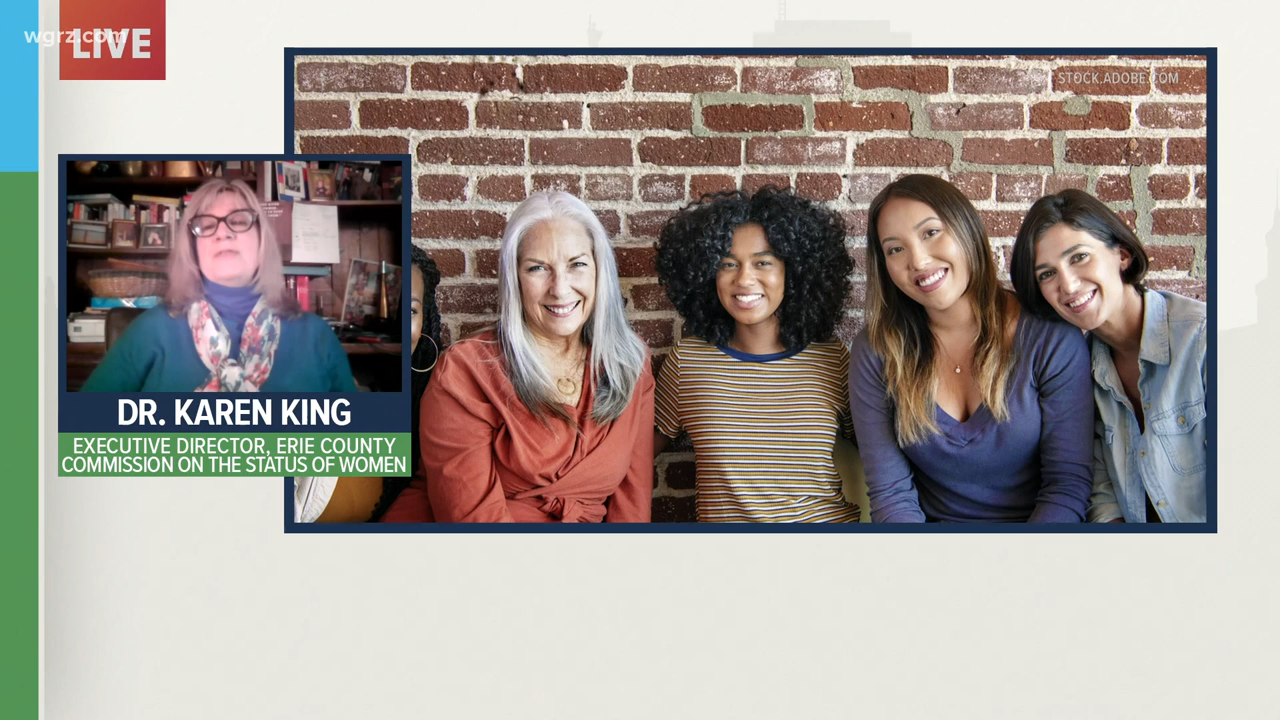 wgrz.com
LIVE
STOCK.ADOBE.COM
DR. KAREN KING
EXECUTIVE DIRECTOR, ERIE COUNTY
COMMISSION ON THE STATUS OF WOMEN